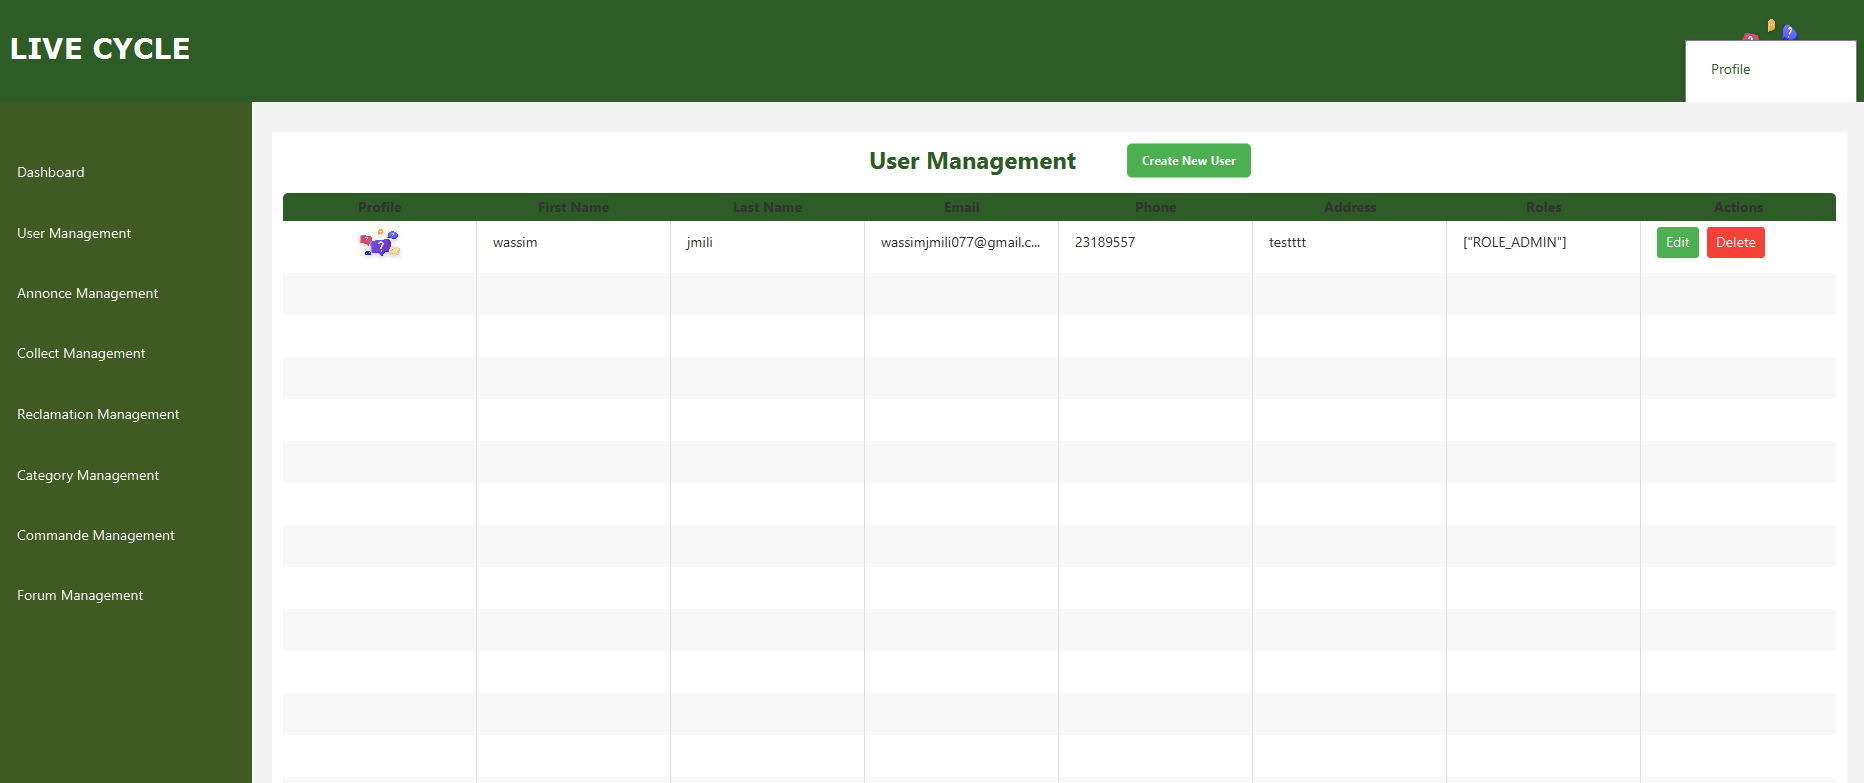 LIVE CYCLE
Profile
Dashboard
User Management
Annonce Management
Collect Management
Reclamation Management
Category Management
Commande Management
Forum Management
User Management Create New User
Profile First Name Last Name Email Phone Address Roles Actions
wassim jmili wassimjmili077@gmail.c... 23189557 testttt ["ROLE_ADMIN"] Edit Delete